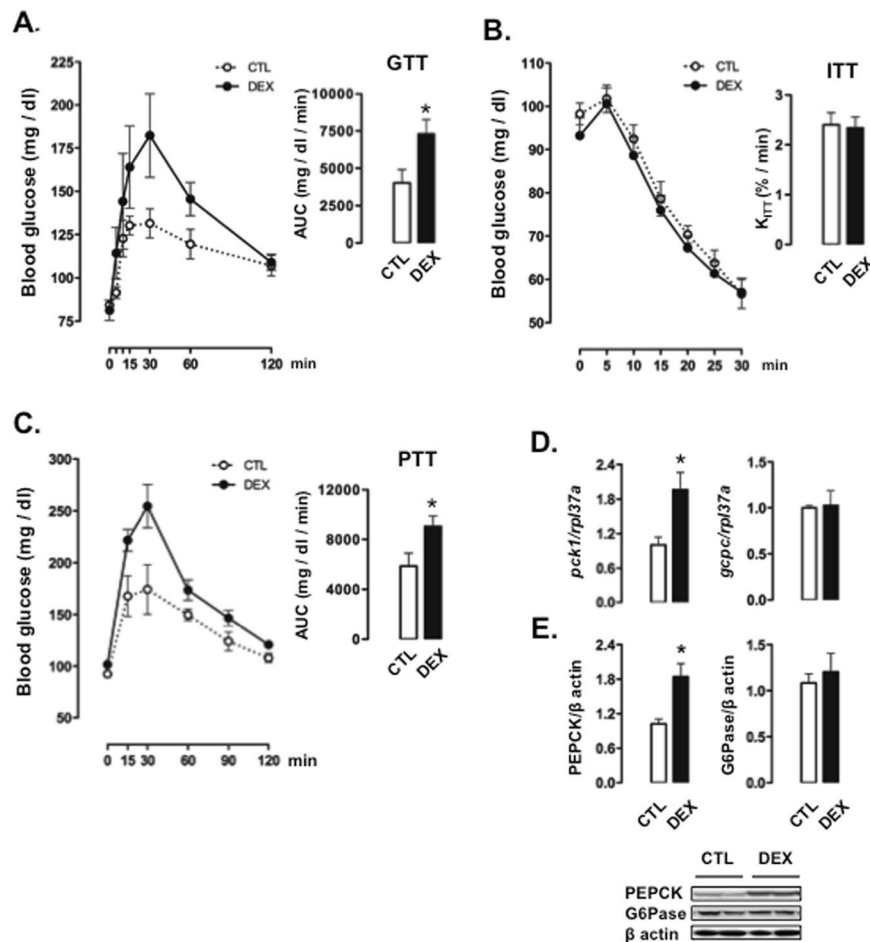 A.
GTT
CTL
DEX
Blood glucose (mg / dl)
225
200
175
150
125
100
75
0 15 30 60 120 min
AUC (mg / dl / min)
10000
7500
5000
2500
0
*
CTL DEX
B.
ITT
CTL
DEX
Blood glucose (mg / dl)
110
100
90
80
70
60
50
0 5 10 15 20 25 30 min
KITT (% / min)
3
2
1
0
CTL DEX
C.
PTT
CTL
DEX
Blood glucose (mg / dl)
300
250
200
150
100
50
0 15 30 60 90 120 min
AUC (mg / dl / min)
12000
9000
6000
3000
0
*
CTL DEX
D.
pck1/rpl37a
2.4
1.8
1.2
0.6
0.0
*
gcpc/rpl37a
1.5
1.0
0.5
0.0
E.
PEPCK/β actin
2.4
1.8
1.2
0.6
0.0
*
CTL DEX
G6Pase/β actin
1.5
1.0
0.5
0.0
CTL DEX
CTL DEX
PEPCK
G6Pase
β actin